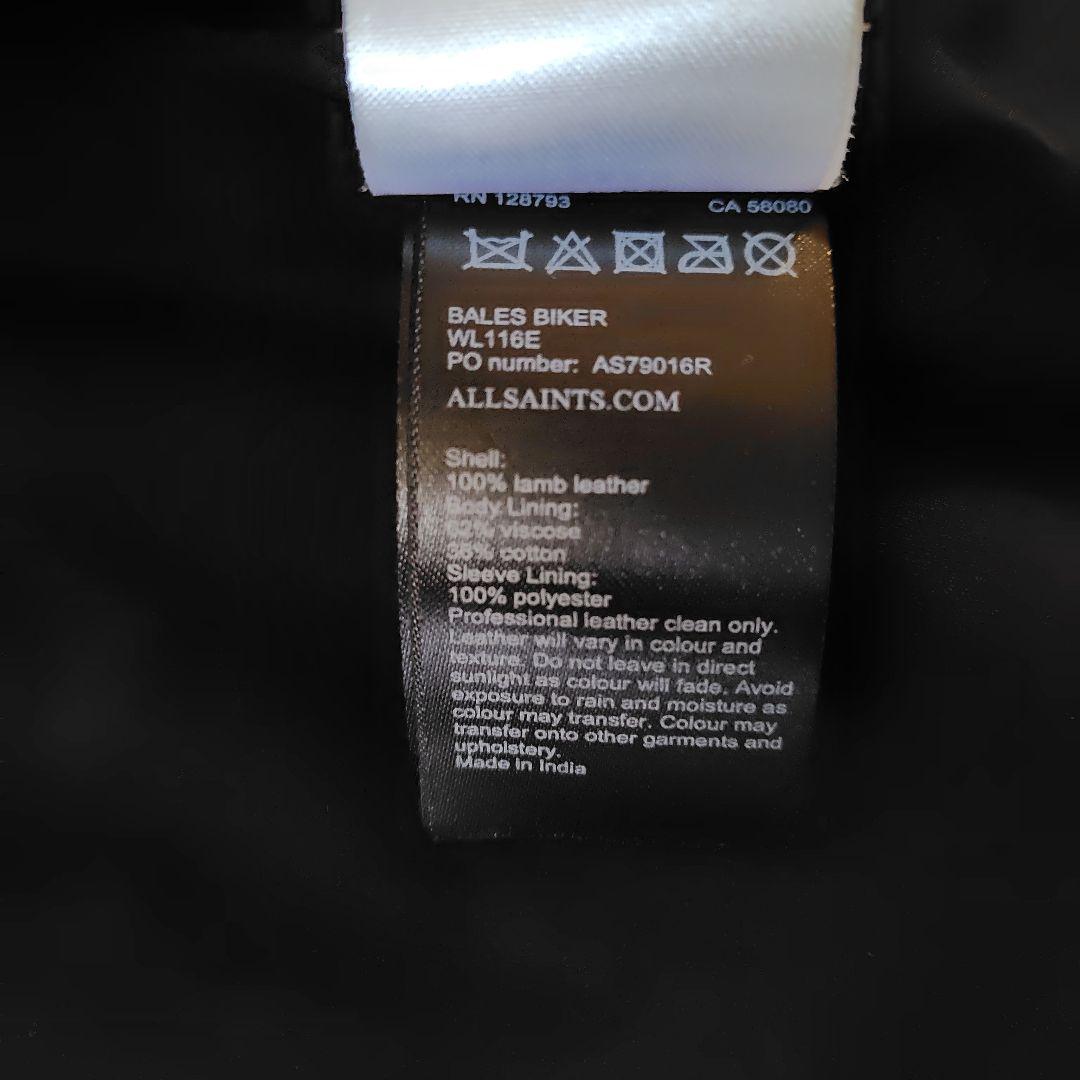 RN 128793 CA 56080
BALES BIKER
WL116E
PO number: AS79016R
ALLSAINTS.COM
Shell:
100% lamb leather
Body Lining:
62% viscose
38% cotton
Sleeve Lining:
100% polyester
Professional leather clean only.
Leather will vary in colour and
texture. Do not leave in direct
sunlight as colour will fade. Avoid
exposure to rain and moisture as
colour may transfer. Colour may
transfer onto other garments and
upholstery.
Made in India